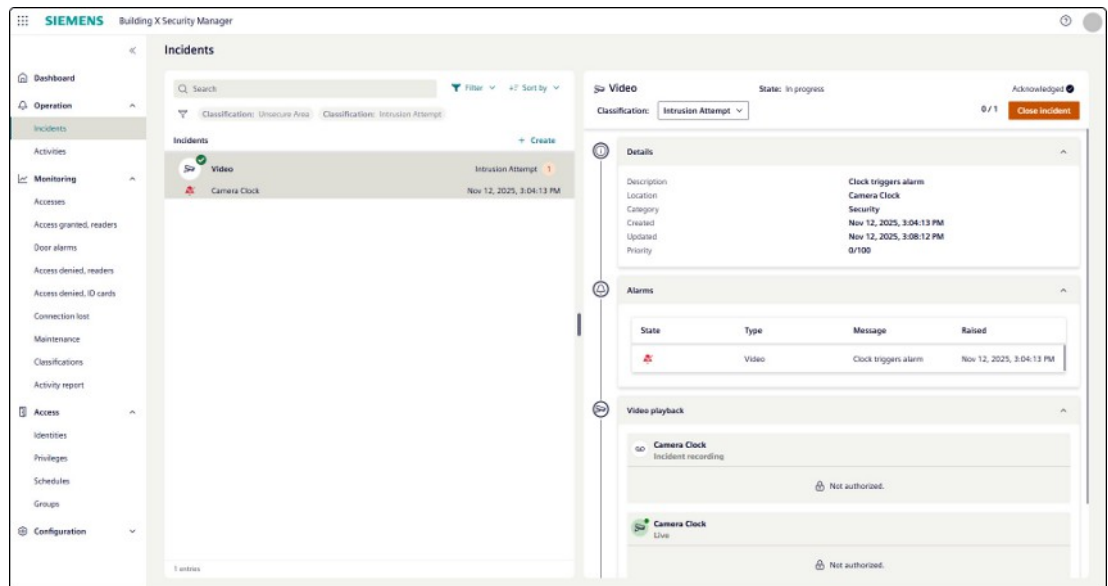 SIEMENS Building X Security Manager
Dashboard
Operation
Incidents
Activities
Monitoring
Accesses
Access granted, readers
Door alarms
Access denied, readers
Access denied, ID cards
Connection lost
Maintenance
Classifications
Activity report
Access
Identities
Privileges
Schedules
Groups
Configuration
Incidents
Search
Filter
Sort by
Classification: Unsecure Area Classification: Intrusion Attempt
Incidents
+ Create
Video Intrusion Attempt 1
Camera Clock Nov 12, 2025, 3:04:13 PM
1 entries
Video State: In progress Acknowledged
Classification: Intrusion Attempt 0/1 Close incident
Details
Description Clock triggers alarm
Location Camera Clock
Category Security
Created Nov 12, 2025, 3:04:13 PM
Updated Nov 12, 2025, 3:08:12 PM
Priority 0/100
Alarms
State Type Message Raised
Video Clock triggers alarm Nov 12, 2025, 3:04:13 PM
Video playback
Camera Clock
Incident recording
Not authorized.
Camera Clock
Live
Not authorized.